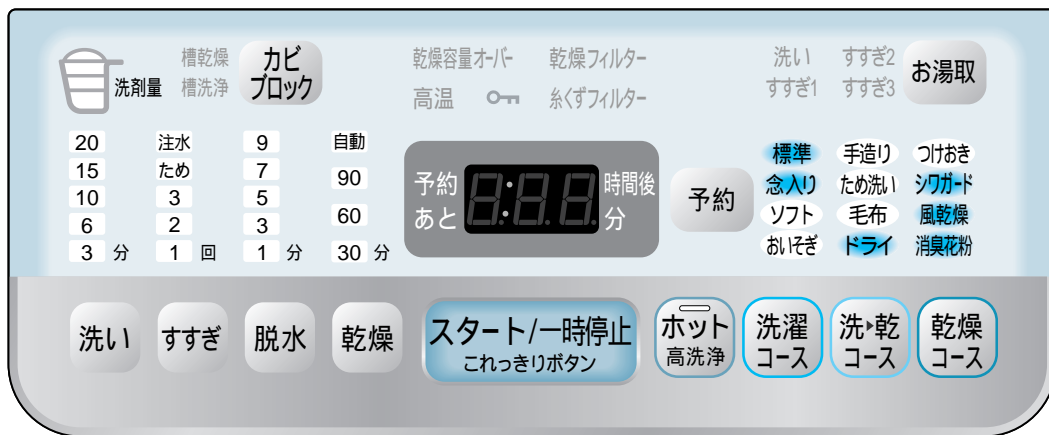 洗剤量
槽乾燥
槽洗浄
カビ
ブロック
乾燥容量オーバー
乾燥フィルター
高温
糸くずフィルター
洗い
すすぎ2
すすぎ1
すすぎ3
お湯取
20
15
10
6
3 分
注水
ため
3
2
1 回
9
7
5
3
1 分
自動
90
60
30 分
予約
時間後
あと
分
8:88
予約
標準
手造り
つけおき
念入り
ため洗い
シワガード
ソフト
毛布
風乾燥
おいそぎ
ドライ
消臭花粉
洗い
すすぎ
脱水
乾燥
スタート/一時停止
これっきりボタン
ホット
高洗浄
洗濯
コース
洗▸乾
コース
乾燥
コース